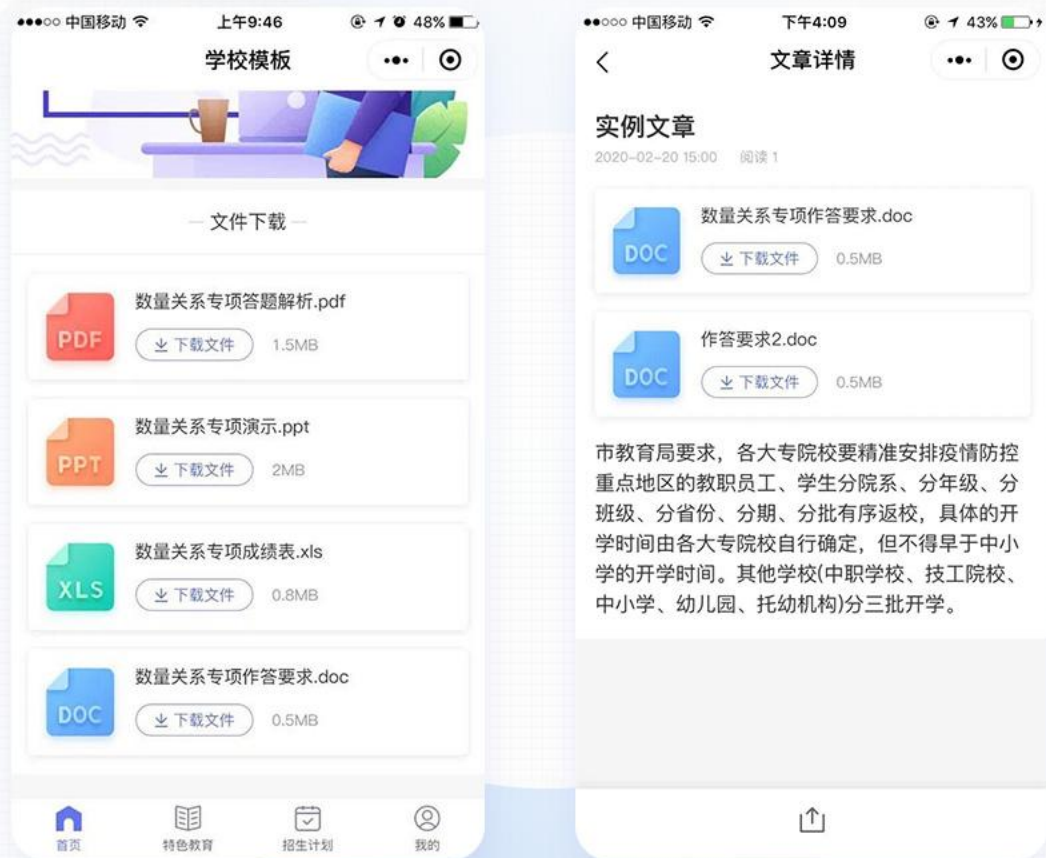 中国移动 上午9:46 48%
学校模板
文件下载
PDF
数量关系专项答题解析.pdf
下载文件 1.5MB
PPT
数量关系专项演示.ppt
下载文件 2MB
XLS
数量关系专项成绩表.xls
下载文件 0.8MB
DOC
数量关系专项作答要求.doc
下载文件 0.5MB
首页 特色教育 招生计划 我的
中国移动 下午4:09 43%
文章详情
实例文章
2020-02-20 15:00 阅读 1
DOC
数量关系专项作答要求.doc
下载文件 0.5MB
DOC
作答要求2.doc
下载文件 0.5MB
市教育局要求，各大专院校要精准安排疫情防控
重点地区的教职员工、学生分院系、分年级、分
班级、分省份、分期、分批有序返校，具体的开
学时间由各大专院校自行确定，但不得早于中小
学的开学时间。其他学校(中职学校、技工院校、
中小学、幼儿园、托幼机构)分三批开学。